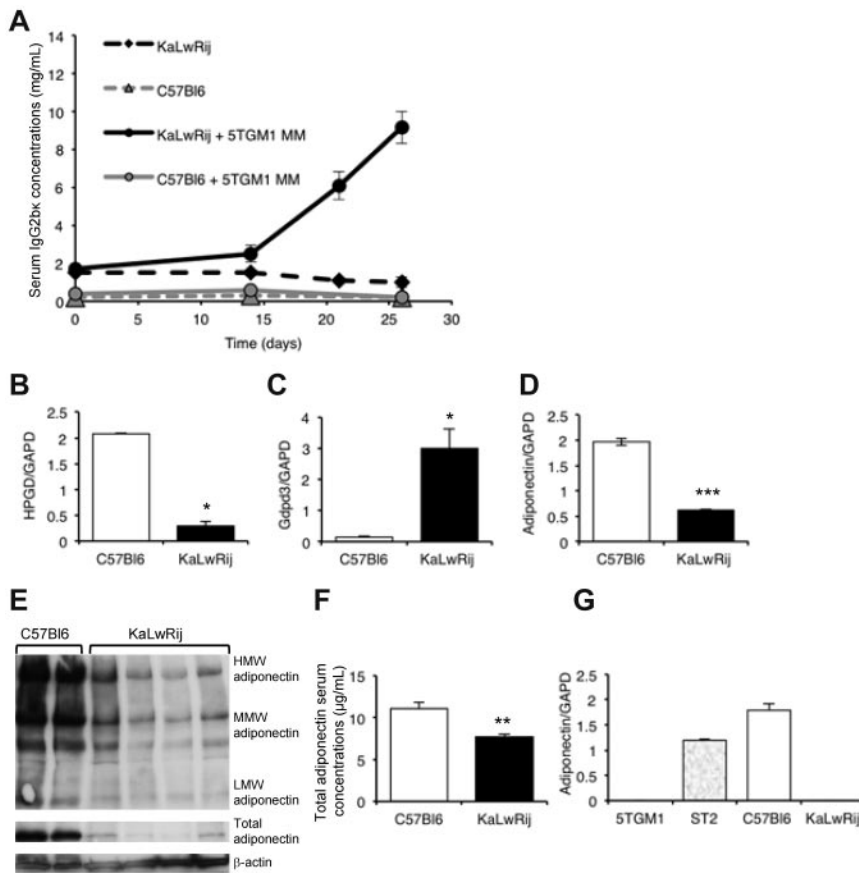 A
KaLwRij
C57Bl6
KaLwRij + 5TGM1 MM
C57Bl6 + 5TGM1 MM
Serum IgG2bκ concentrations (mg/mL)
14
12
10
8
6
4
2
0
0 5 10 15 20 25 30
Time (days)
B
HPGD/GAPD
2.5
2
1.5
1
0.5
0
*
C57Bl6 KaLwRij
C
Gdpd3/GAPD
4
3
2
1
0
*
C57Bl6 KaLwRij
D
Adiponectin/GAPD
2.5
2
1.5
1
0.5
0
***
C57Bl6 KaLwRij
E
C57Bl6 KaLwRij
HMW
adiponectin
MMW
adiponectin
LMW
adiponectin
Total
adiponectin
β-actin
F
Total adiponectin serum
concentrations (µg/mL)
15
10
5
0
**
C57Bl6 KaLwRij
G
Adiponectin/GAPD
2.5
2
1.5
1
0.5
0
5TGM1 ST2 C57Bl6 KaLwRij